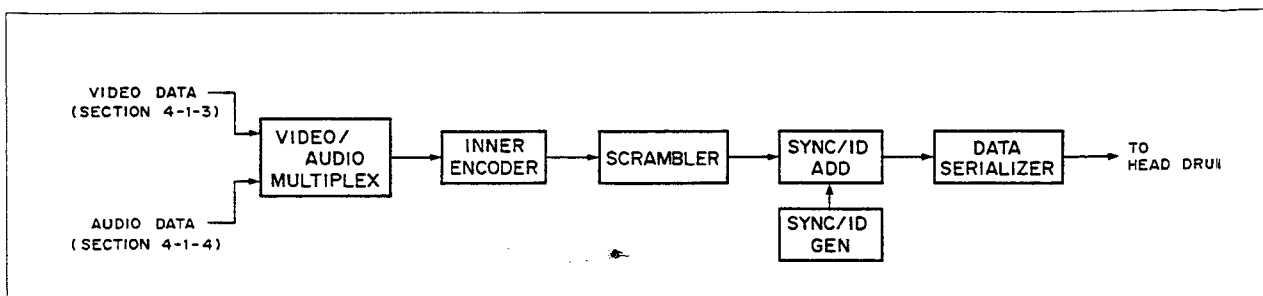 VIDEO DATA
(SECTION 4-1-3)
VIDEO/
AUDIO
MULTIPLEX
AUDIO DATA
(SECTION 4-1-4)
INNER
ENCODER
SCRAMBLER
SYNC/ID
ADD
SYNC/ID
GEN
DATA
SERIALIZER
TO
HEAD